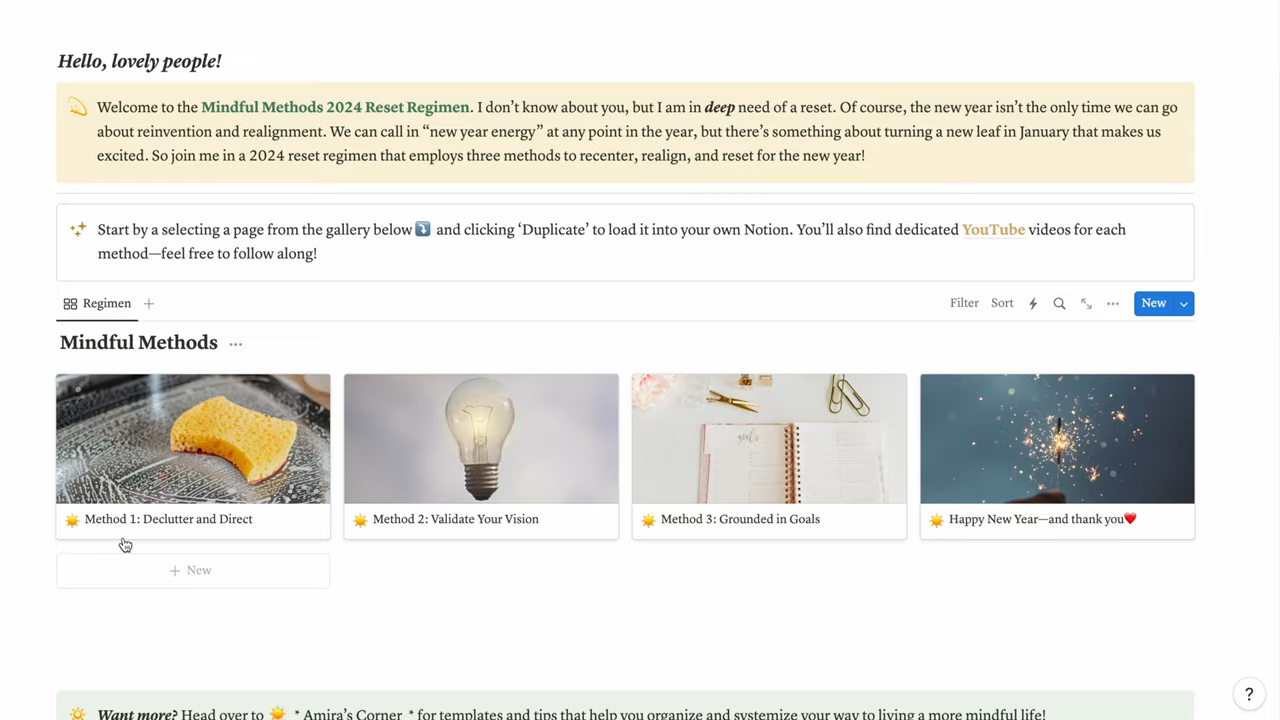 Hello, lovely people!
💫 Welcome to the Mindful Methods 2024 Reset Regimen. I don’t know about you, but I am in deep need of a reset. Of course, the new year isn’t the only time we can go
about reinvention and realignment. We can call in “new year energy” at any point in the year, but there’s something about turning a new leaf in January that makes us
excited. So join me in a 2024 reset regimen that employs three methods to recenter, realign, and reset for the new year!
✨ Start by a selecting a page from the gallery below ⤵️ and clicking ‘Duplicate’ to load it into your own Notion. You’ll also find dedicated YouTube videos for each
method—feel free to follow along!
Regimen +
Filter Sort ... New
Mindful Methods ...
goals
☀️ Method 1: Declutter and Direct
☀️ Method 2: Validate Your Vision
☀️ Method 3: Grounded in Goals
☀️ Happy New Year—and thank you❤️
+ New
?
Want more? Head over to ☀️ * Amira’s Corner * for templates and tips that help you organize and systemize your way to living a more mindful life!